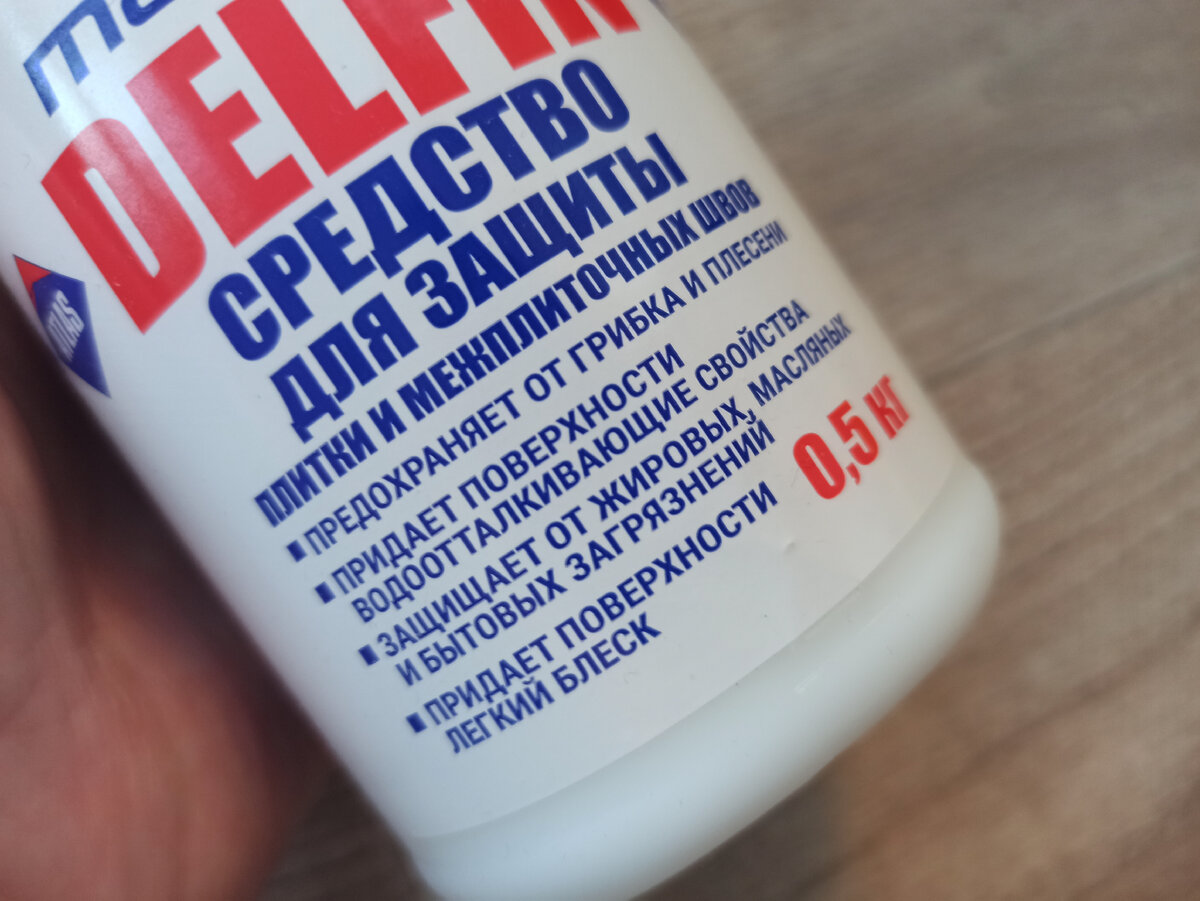 DELFIN
СРЕДСТВО
ДЛЯ ЗАЩИТЫ
ПЛИТКИ И МЕЖПЛИТОЧНЫХ ШВОВ
▪ ПРЕДОХРАНЯЕТ ОТ ГРИБКА И ПЛЕСЕНИ
▪ ПРИДАЕТ ПОВЕРХНОСТИ
ВОДООТТАЛКИВАЮЩИЕ СВОЙСТВА
▪ ЗАЩИЩАЕТ ОТ ЖИРОВЫХ, МАСЛЯНЫХ
И БЫТОВЫХ ЗАГРЯЗНЕНИЙ
▪ ПРИДАЕТ ПОВЕРХНОСТИ
ЛЕГКИЙ БЛЕСК
0,5 КГ